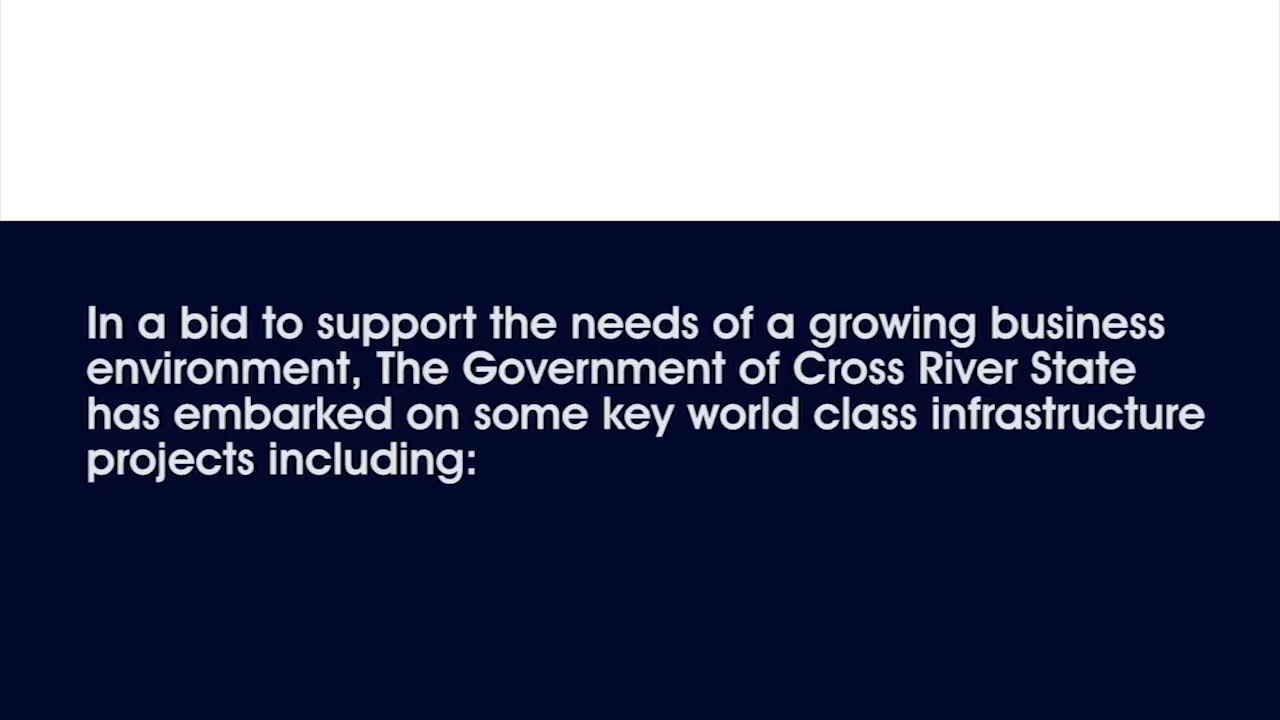 In a bid to support the needs of a growing business
environment, The Government of Cross River State
has embarked on some key world class infrastructure
projects including: